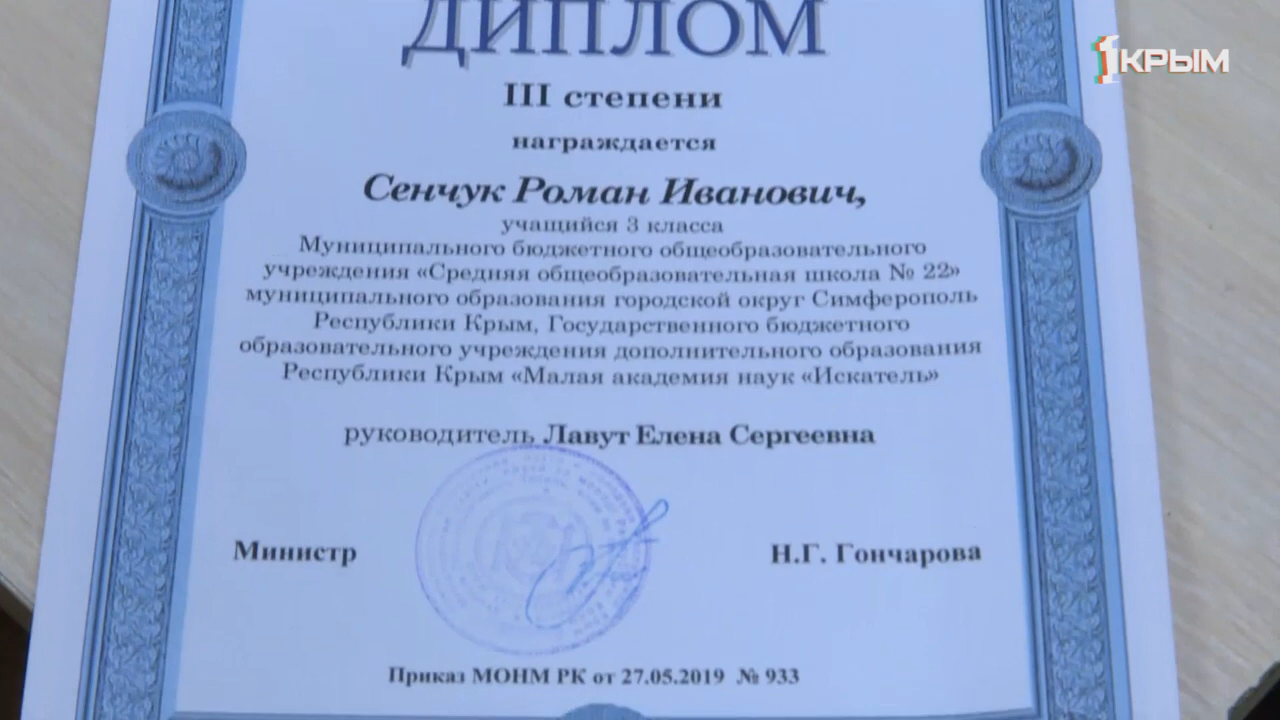 ДИПЛОМ
1КРЫМ
III степени
награждается
Сенчук Роман Иванович,
учащийся 3 класса
Муниципального бюджетного общеобразовательного
учреждения «Средняя общеобразовательная школа № 22»
муниципального образования городской округ Симферополь
Республики Крым, Государственного бюджетного
образовательного учреждения дополнительного образования
Республики Крым «Малая академия наук «Искатель»
руководитель Лавут Елена Сергеевна
Министр
Н.Г. Гончарова
Приказ МОНМ РК от 27.05.2019 № 933